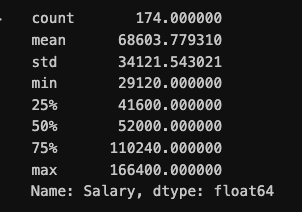 count 174.000000
mean 68603.779310
std 34121.543021
min 29120.000000
25% 41600.000000
50% 52000.000000
75% 110240.000000
max 166400.000000
Name: Salary, dtype: float64